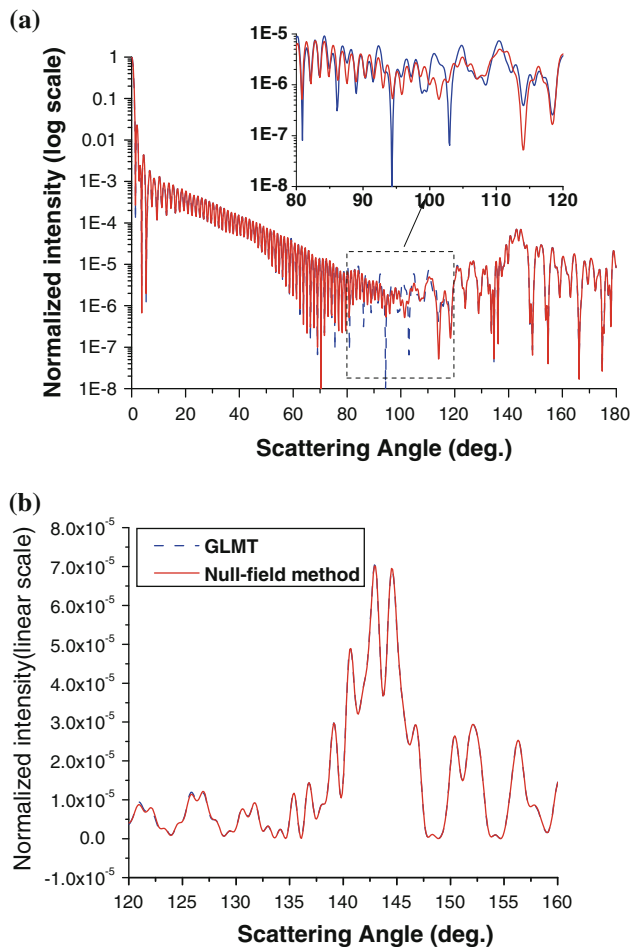 (a)
Normalized intensity (log scale)
1
0.1
0.01
1E-3
1E-4
1E-5
1E-6
1E-7
1E-8
0 20 40 60 80 100 120 140 160 180
Scattering Angle (deg.)
1E-5
1E-6
1E-7
1E-8
80 90 100 110 120
(b)
Normalized intensity(linear scale)
8.0x10⁻⁵
7.0x10⁻⁵
6.0x10⁻⁵
5.0x10⁻⁵
4.0x10⁻⁵
3.0x10⁻⁵
2.0x10⁻⁵
1.0x10⁻⁵
0.0
-1.0x10⁻⁵
GLMT
Null-field method
120 125 130 135 140 145 150 155 160
Scattering Angle (deg.)